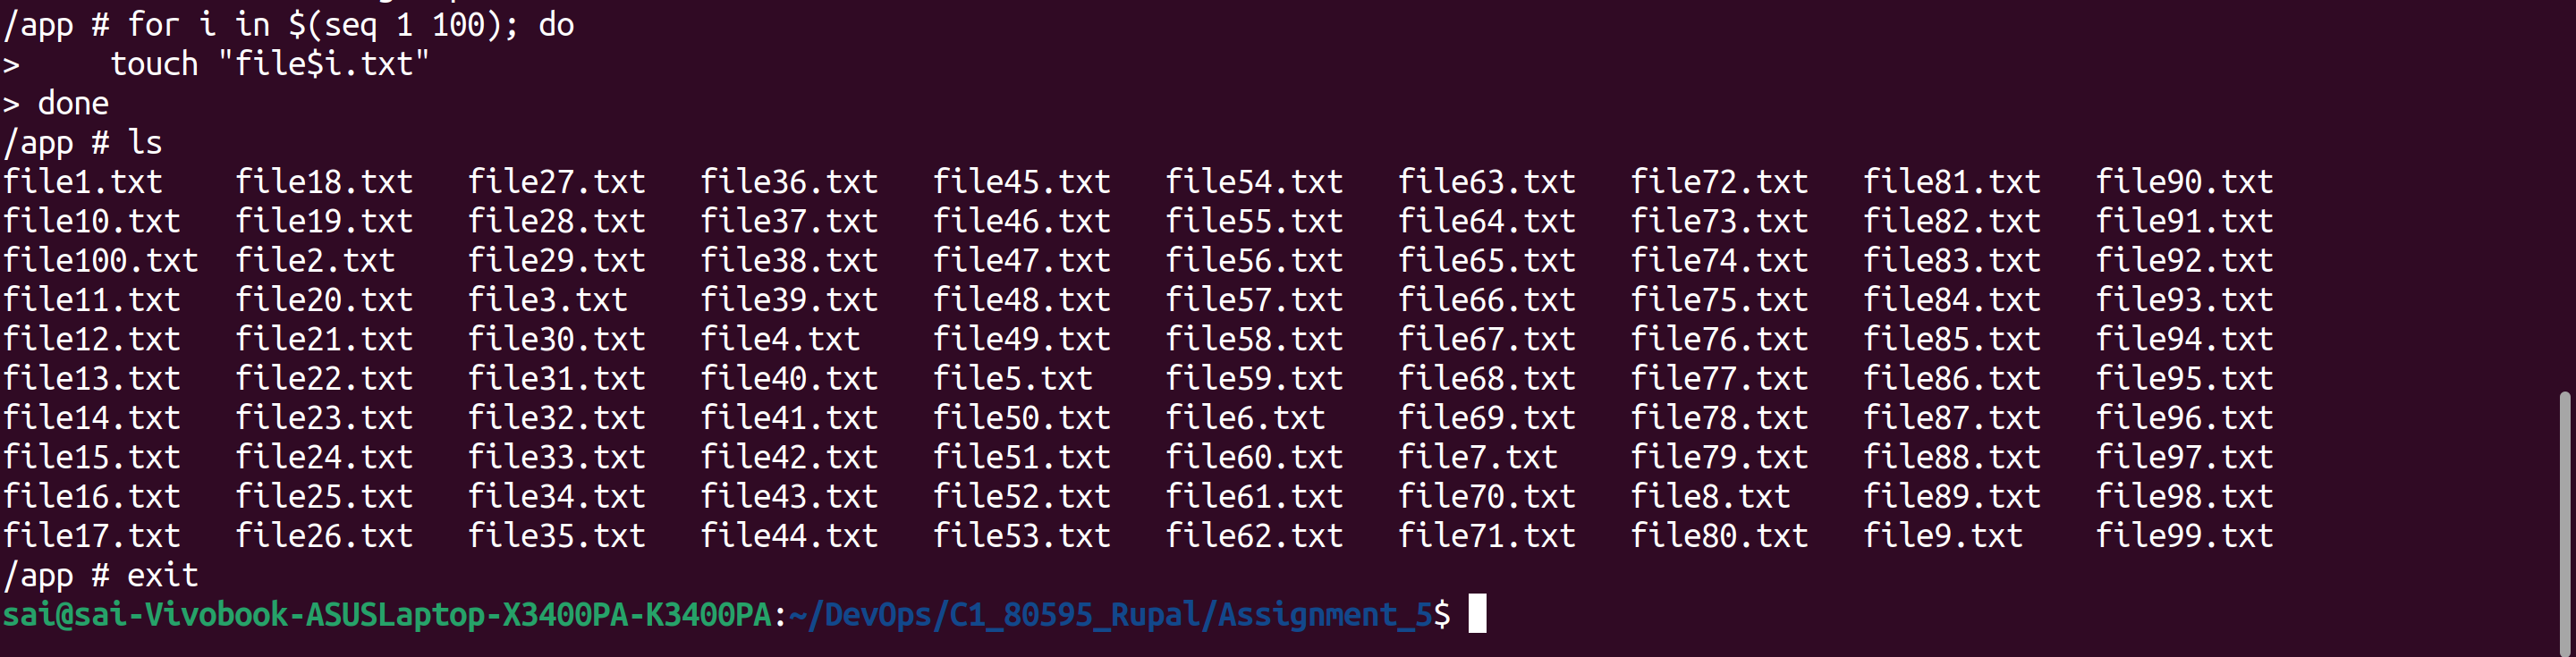 /app # for i in $(seq 1 100); do
>     touch "file$i.txt"
> done
/app # ls
file1.txt    file18.txt   file27.txt   file36.txt   file45.txt   file54.txt   file63.txt   file72.txt   file81.txt   file90.txt
file10.txt   file19.txt   file28.txt   file37.txt   file46.txt   file55.txt   file64.txt   file73.txt   file82.txt   file91.txt
file100.txt  file2.txt    file29.txt   file38.txt   file47.txt   file56.txt   file65.txt   file74.txt   file83.txt   file92.txt
file11.txt   file20.txt   file3.txt    file39.txt   file48.txt   file57.txt   file66.txt   file75.txt   file84.txt   file93.txt
file12.txt   file21.txt   file30.txt   file4.txt    file49.txt   file58.txt   file67.txt   file76.txt   file85.txt   file94.txt
file13.txt   file22.txt   file31.txt   file40.txt   file5.txt    file59.txt   file68.txt   file77.txt   file86.txt   file95.txt
file14.txt   file23.txt   file32.txt   file41.txt   file50.txt   file6.txt    file69.txt   file78.txt   file87.txt   file96.txt
file15.txt   file24.txt   file33.txt   file42.txt   file51.txt   file60.txt   file7.txt    file79.txt   file88.txt   file97.txt
file16.txt   file25.txt   file34.txt   file43.txt   file52.txt   file61.txt   file70.txt   file8.txt    file89.txt   file98.txt
file17.txt   file26.txt   file35.txt   file44.txt   file53.txt   file62.txt   file71.txt   file80.txt   file9.txt    file99.txt
/app # exit
sai@sai-Vivobook-ASUSLaptop-X3400PA-K3400PA:~/DevOps/C1_80595_Rupal/Assignment_5$